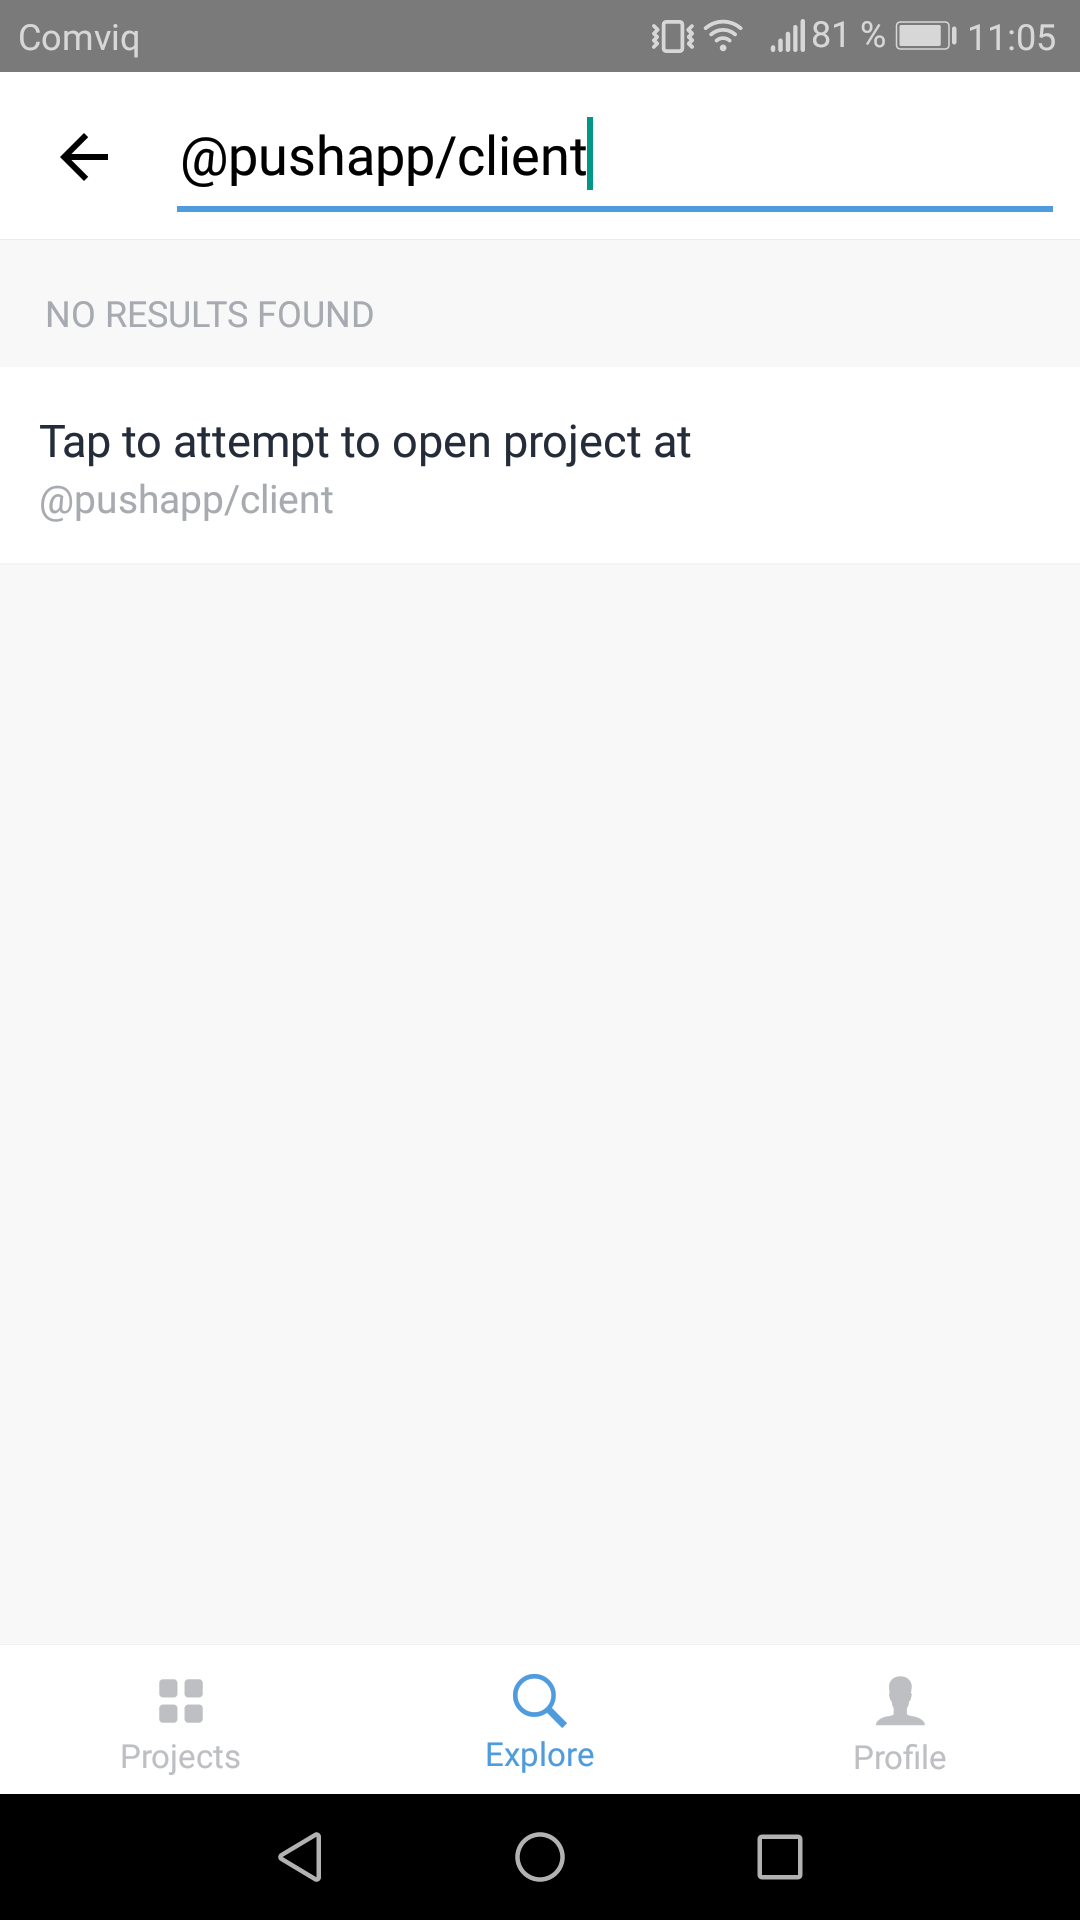 Comviq 81 % 11:05
@pushapp/client
NO RESULTS FOUND
Tap to attempt to open project at
@pushapp/client
Projects Explore Profile